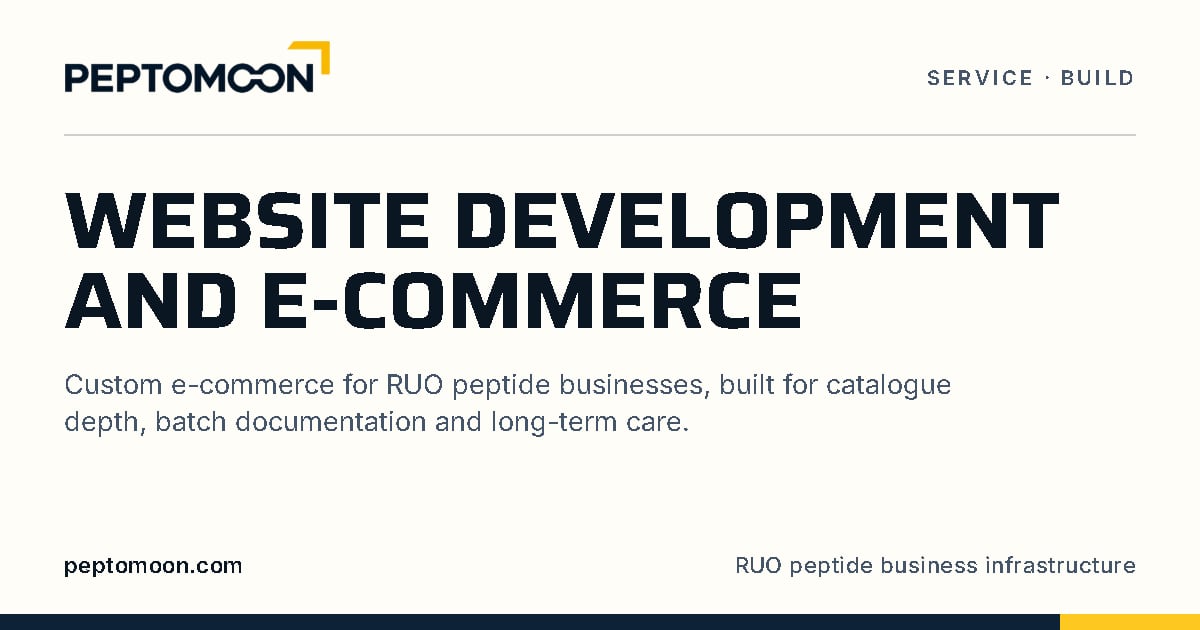 PEPTOMOON
SERVICE · BUILD
WEBSITE DEVELOPMENT
AND E-COMMERCE
Custom e-commerce for RUO peptide businesses, built for catalogue
depth, batch documentation and long-term care.
peptomoon.com
RUO peptide business infrastructure